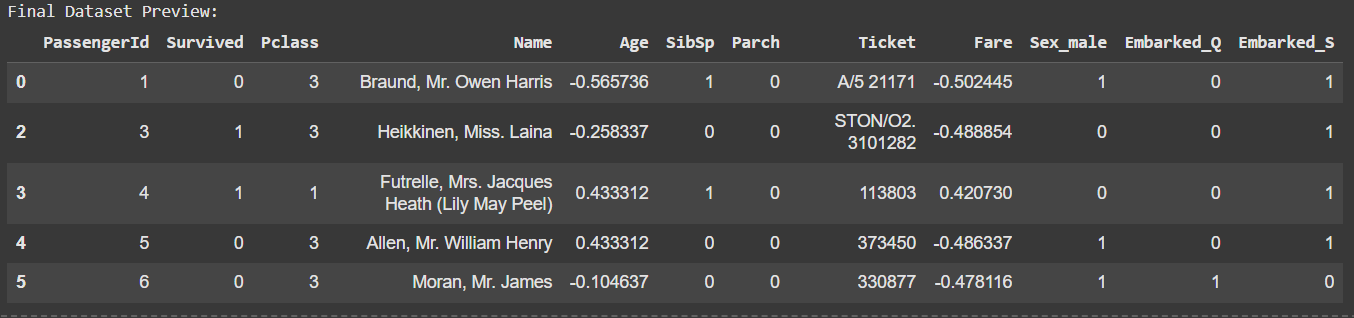 Final Dataset Preview:
PassengerId Survived Pclass Name Age SibSp Parch Ticket Fare Sex_male Embarked_Q Embarked_S
0 1 0 3 Braund, Mr. Owen Harris -0.565736 1 0 A/5 21171 -0.502445 1 0 1
2 3 1 3 Heikkinen, Miss. Laina -0.258337 0 0 STON/O2. 3101282 -0.488854 0 0 1
3 4 1 1 Futrelle, Mrs. Jacques Heath (Lily May Peel) 0.433312 1 0 113803 0.420730 0 0 1
4 5 0 3 Allen, Mr. William Henry 0.433312 0 0 373450 -0.486337 1 0 1
5 6 0 3 Moran, Mr. James -0.104637 0 0 330877 -0.478116 1 1 0